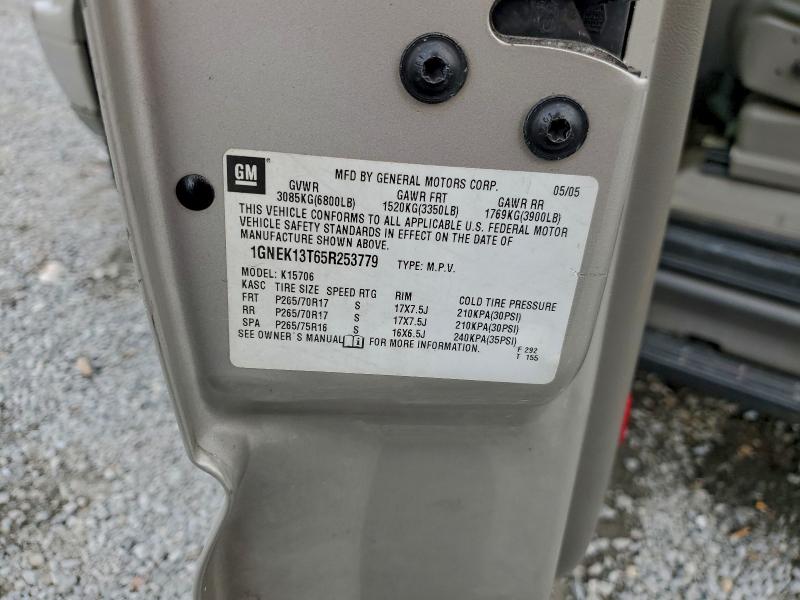 GM
MFD BY GENERAL MOTORS CORP. 05/05
GVWR GAWR FRT GAWR RR
3085KG(6800LB) 1520KG(3350LB) 1769KG(3900LB)
THIS VEHICLE CONFORMS TO ALL APPLICABLE U.S. FEDERAL MOTOR
VEHICLE SAFETY STANDARDS IN EFFECT ON THE DATE OF
MANUFACTURE SHOWN ABOVE.
1GNEK13T65R253779 TYPE: M.P.V.
MODEL: K15706
KASC TIRE SIZE SPEED RTG RIM COLD TIRE PRESSURE
FRT P265/70R17 S 17X7.5J 210KPA(30PSI)
RR P265/70R17 S 17X7.5J 210KPA(30PSI)
SPA P265/75R16 S 16X6.5J 240KPA(35PSI)
SEE OWNER'S MANUAL FOR MORE INFORMATION.
F 292
T 155